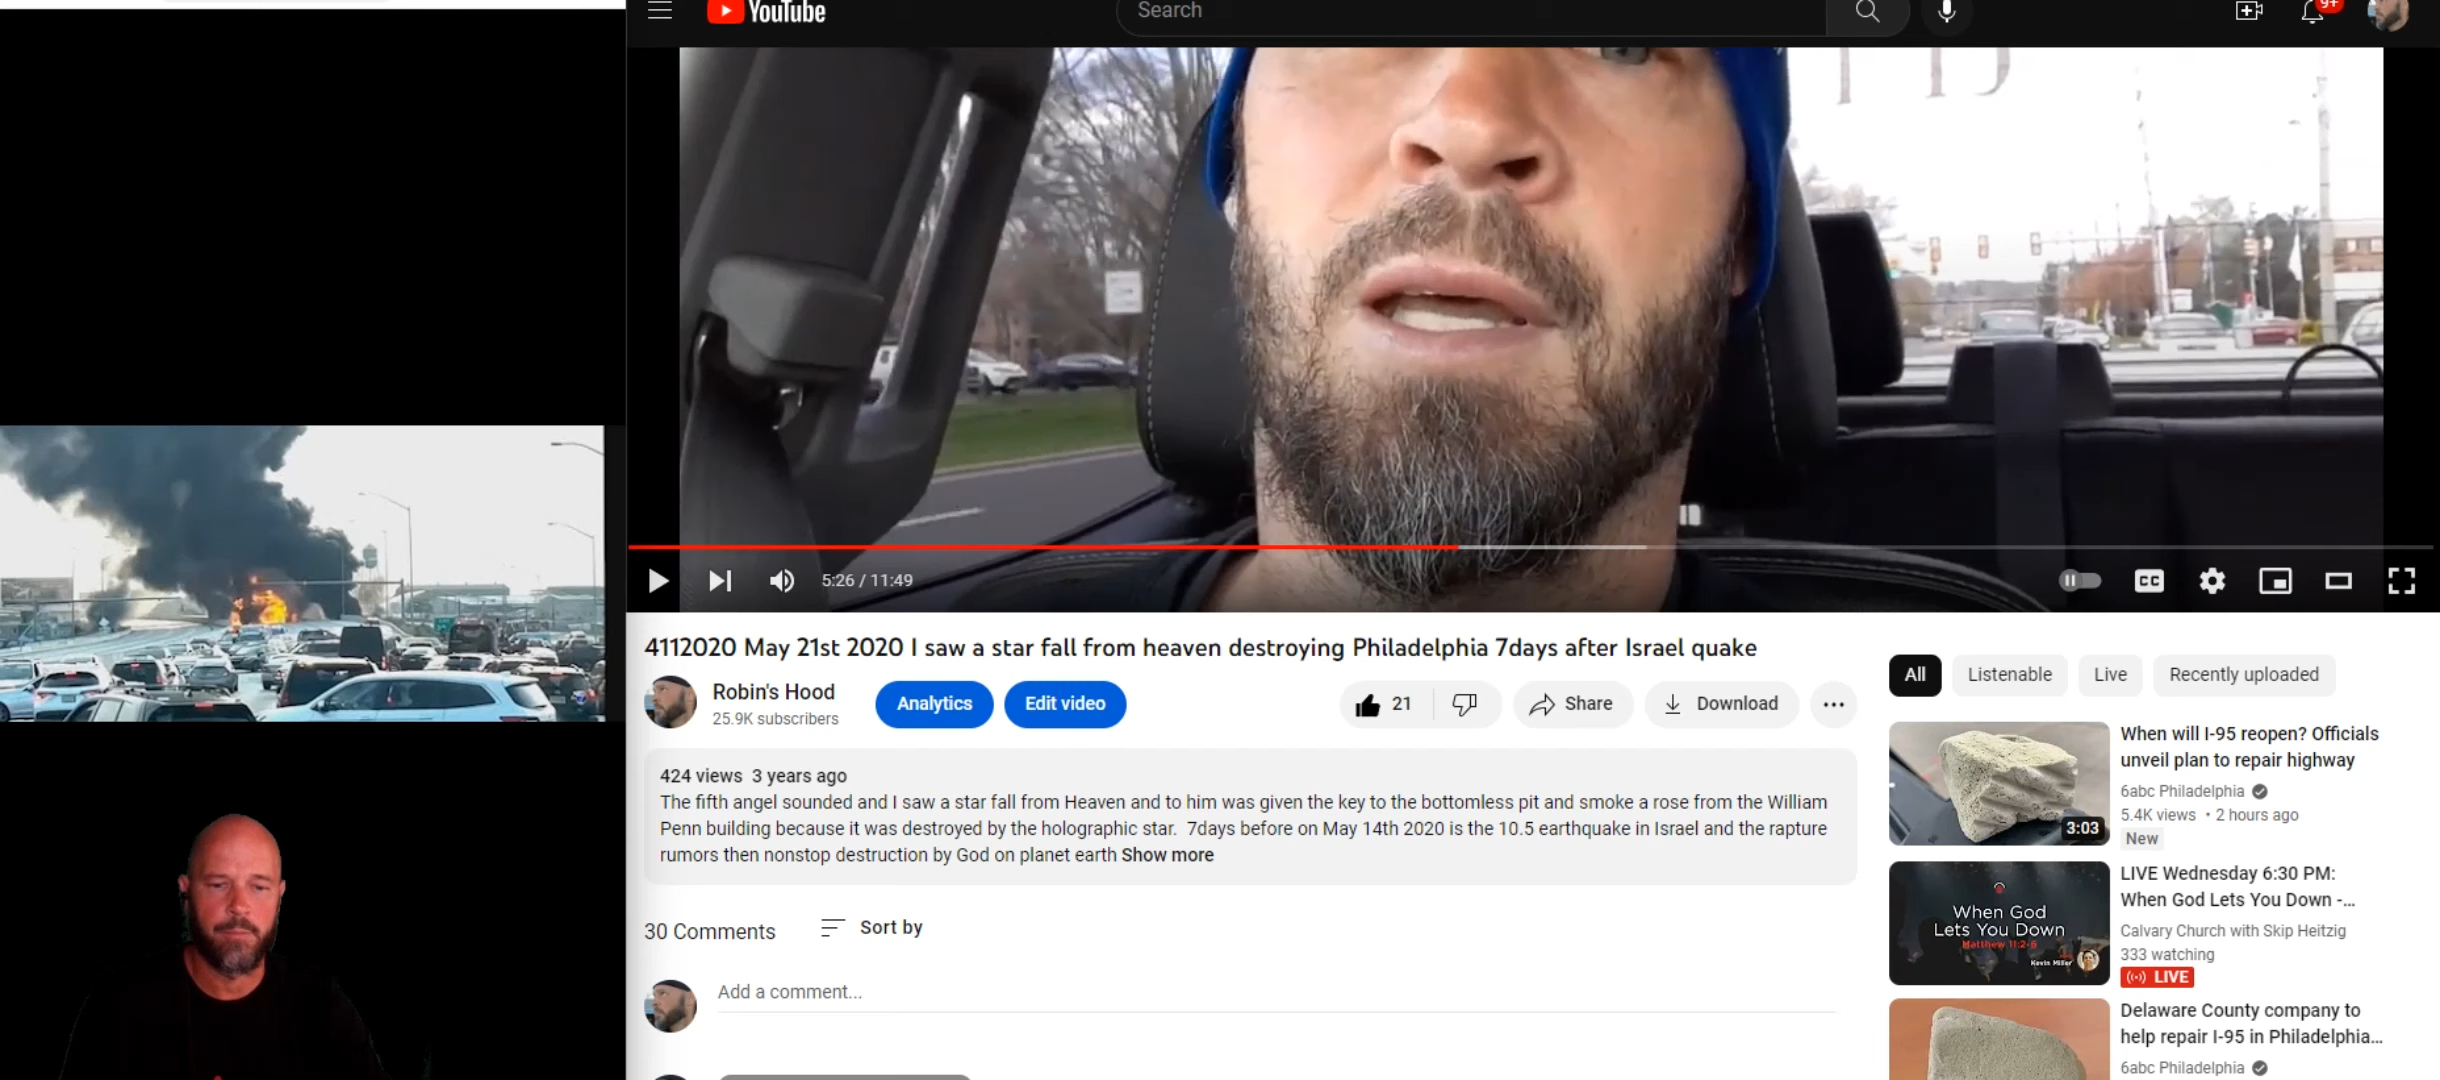 YouTube
Search
9+
5:26 / 11:49
CC
4112020 May 21st 2020 I saw a star fall from heaven destroying Philadelphia 7days after Israel quake
Robin's Hood
25.9K subscribers
Analytics
Edit video
21
Share
Download
424 views 3 years ago
The fifth angel sounded and I saw a star fall from Heaven and to him was given the key to the bottomless pit and smoke a rose from the William
Penn building because it was destroyed by the holographic star. 7days before on May 14th 2020 is the 10.5 earthquake in Israel and the rapture
rumors then nonstop destruction by God on planet earth Show more
30 Comments
Sort by
Add a comment...
All
Listenable
Live
Recently uploaded
When will I-95 reopen? Officials
unveil plan to repair highway
6abc Philadelphia
5.4K views • 2 hours ago
New
3:03
When God
Lets You Down
Matthew 11:2-6
Kevin Miller
LIVE Wednesday 6:30 PM:
When God Lets You Down -...
Calvary Church with Skip Heitzig
333 watching
LIVE
Delaware County company to
help repair I-95 in Philadelphia...
6abc Philadelphia